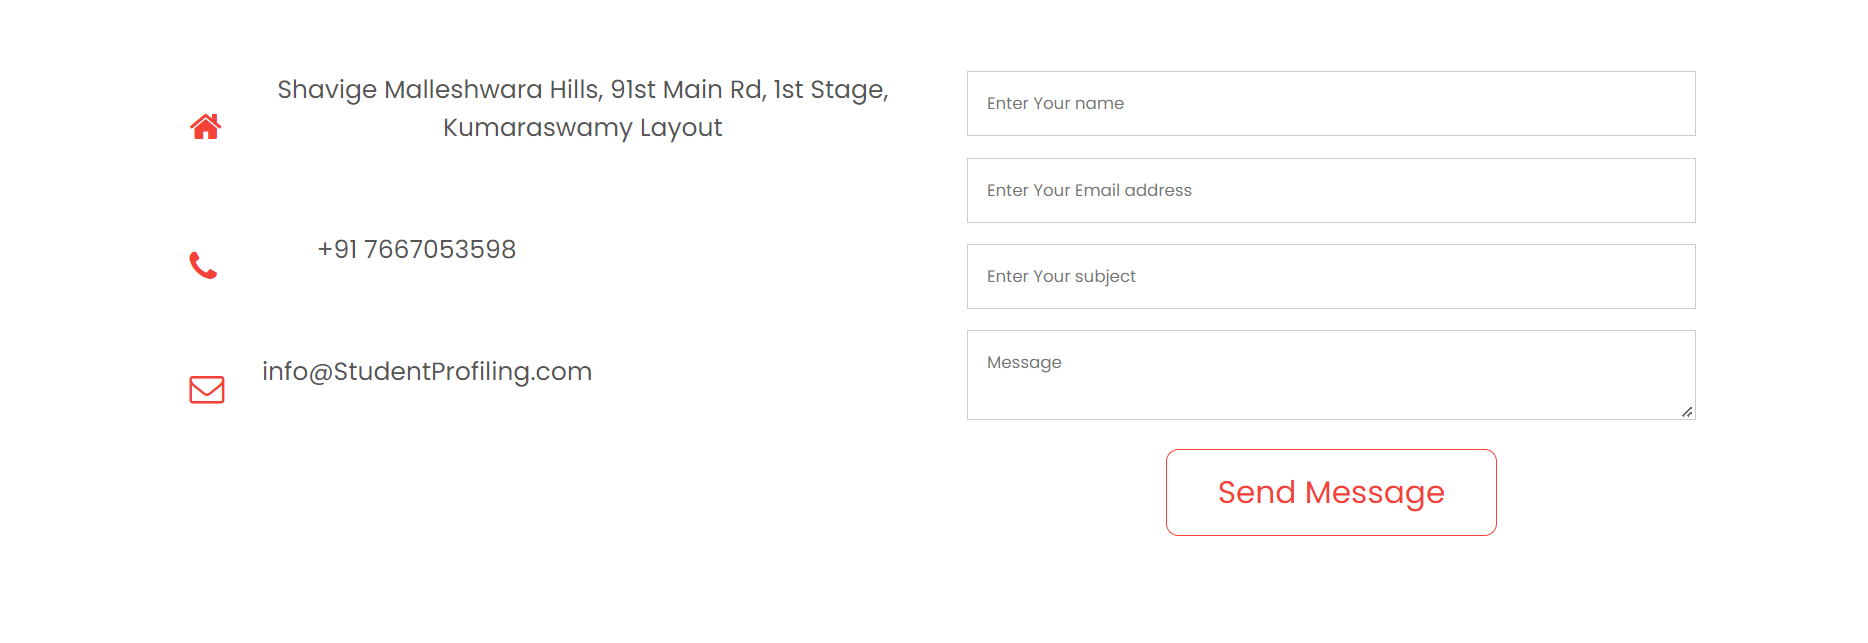 Shavige Malleshwara Hills, 91st Main Rd, 1st Stage,
Kumaraswamy Layout
+91 7667053598
info@StudentProfiling.com
Enter Your name
Enter Your Email address
Enter Your subject
Message
Send Message